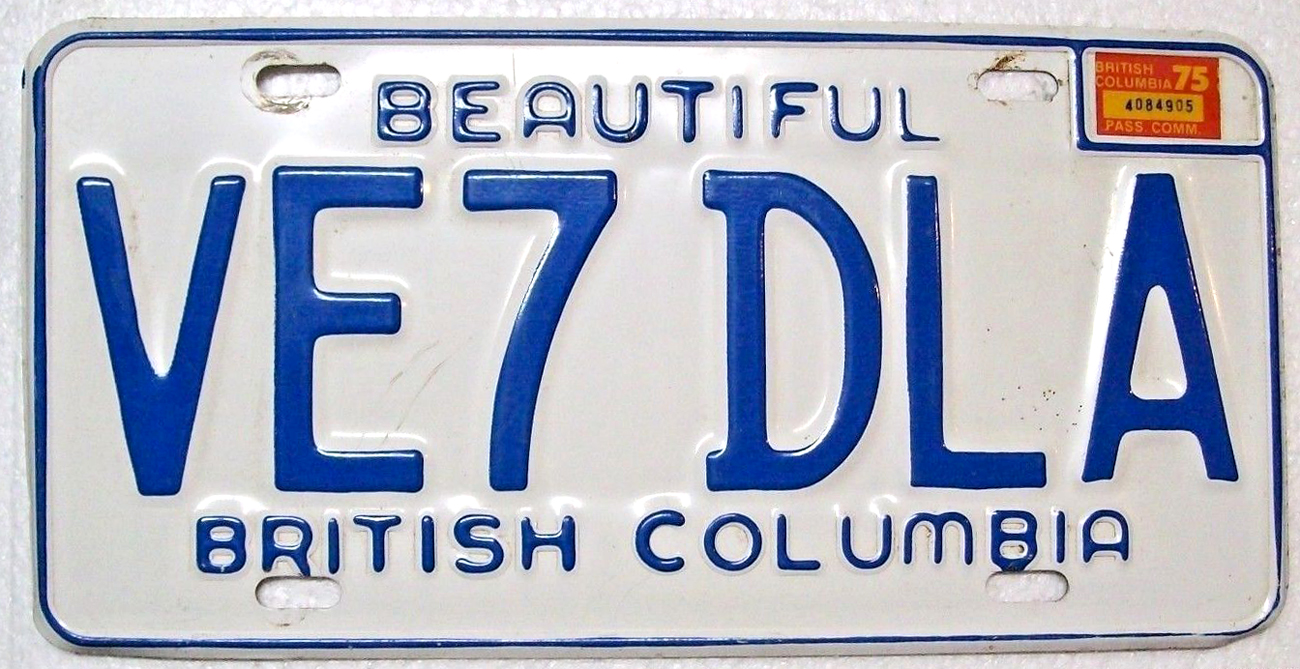 BEAUTIFUL
BRITISH
COLUMBIA 75
4084905
PASS. COMM.
VE7 DLA
BRITISH COLUMBIA